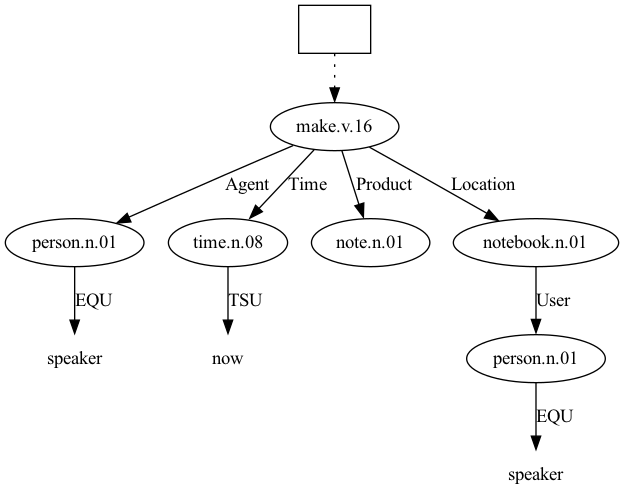 make.v.16
Agent Time Product Location
person.n.01 time.n.08 note.n.01 notebook.n.01
EQU TSU User
speaker now person.n.01
EQU
speaker